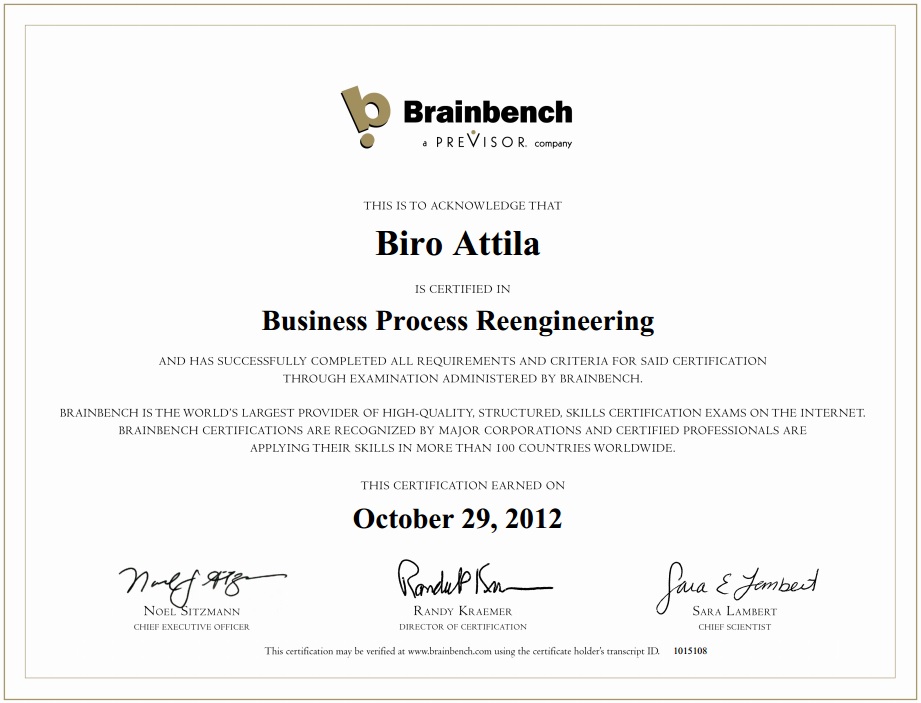 Brainbench
a PREVISOR. company
THIS IS TO ACKNOWLEDGE THAT
Biro Attila
IS CERTIFIED IN
Business Process Reengineering
AND HAS SUCCESSFULLY COMPLETED ALL REQUIREMENTS AND CRITERIA FOR SAID CERTIFICATION
THROUGH EXAMINATION ADMINISTERED BY BRAINBENCH.
BRAINBENCH IS THE WORLD'S LARGEST PROVIDER OF HIGH-QUALITY, STRUCTURED, SKILLS CERTIFICATION EXAMS ON THE INTERNET.
BRAINBENCH CERTIFICATIONS ARE RECOGNIZED BY MAJOR CORPORATIONS AND CERTIFIED PROFESSIONALS ARE
APPLYING THEIR SKILLS IN MORE THAN 100 COUNTRIES WORLDWIDE.
THIS CERTIFICATION EARNED ON
October 29, 2012
Sara E Lambert
NOEL SITZMANN RANDY KRAEMER SARA LAMBERT
CHIEF EXECUTIVE OFFICER DIRECTOR OF CERTIFICATION CHIEF SCIENTIST
This certification may be verified at www.brainbench.com using the certificate holder's transcript ID. 1015108